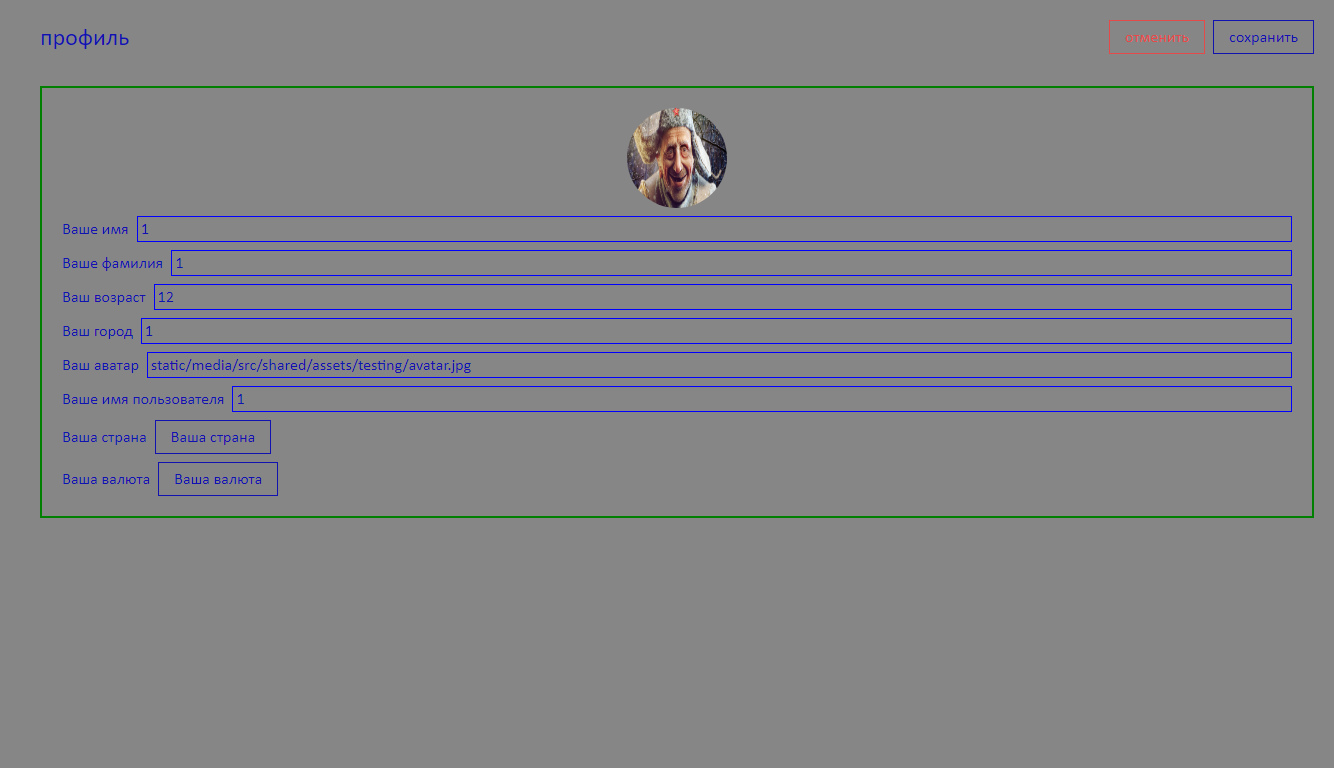 профиль
отменить
сохранить
Ваше имя 1
Ваше фамилия 1
Ваш возраст 12
Ваш город 1
Ваш аватар static/media/src/shared/assets/testing/avatar.jpg
Ваше имя пользователя 1
Ваша страна Ваша страна
Ваша валюта Ваша валюта